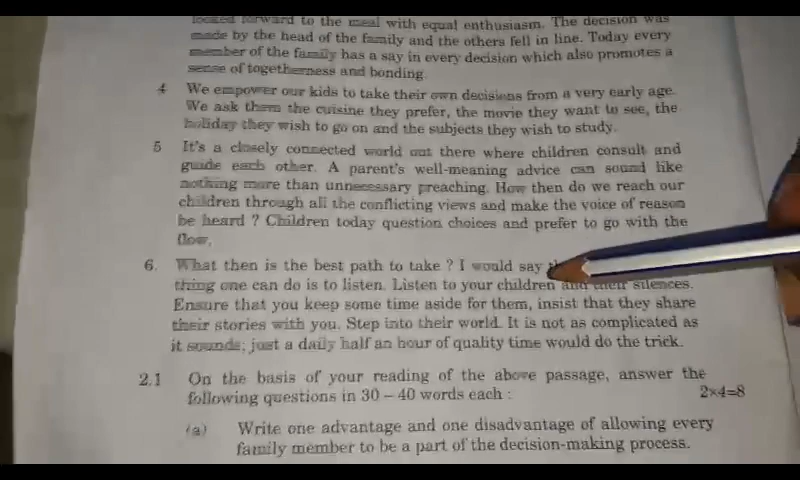 looked forward to the meal with equal enthusiasm. The decision was
made by the head of the family and the others fell in line. Today every
member of the family has a say in every decision which also promotes a
sense of togetherness and bonding.
4 We empower our kids to take their own decisions from a very early age.
We ask them the cuisine they prefer, the movie they want to see, the
holiday they wish to go on and the subjects they wish to study.
5 It's a closely connected world out there where children consult and
guide each other. A parent's well-meaning advice can sound like
nothing more than unnecessary preaching. How then do we reach our
children through all the conflicting views and make the voice of reason
be heard ? Children today question choices and prefer to go with the
flow.
6. What then is the best path to take ? I would say
thing one can do is to listen. Listen to your children and their silences.
Ensure that you keep some time aside for them, insist that they share
their stories with you. Step into their world. It is not as complicated as
it sounds; just a daily half an hour of quality time would do the trick.
2.1 On the basis of your reading of the above passage, answer the
following questions in 30 – 40 words each : 2×4=8
(a) Write one advantage and one disadvantage of allowing every
family member to be a part of the decision-making process.